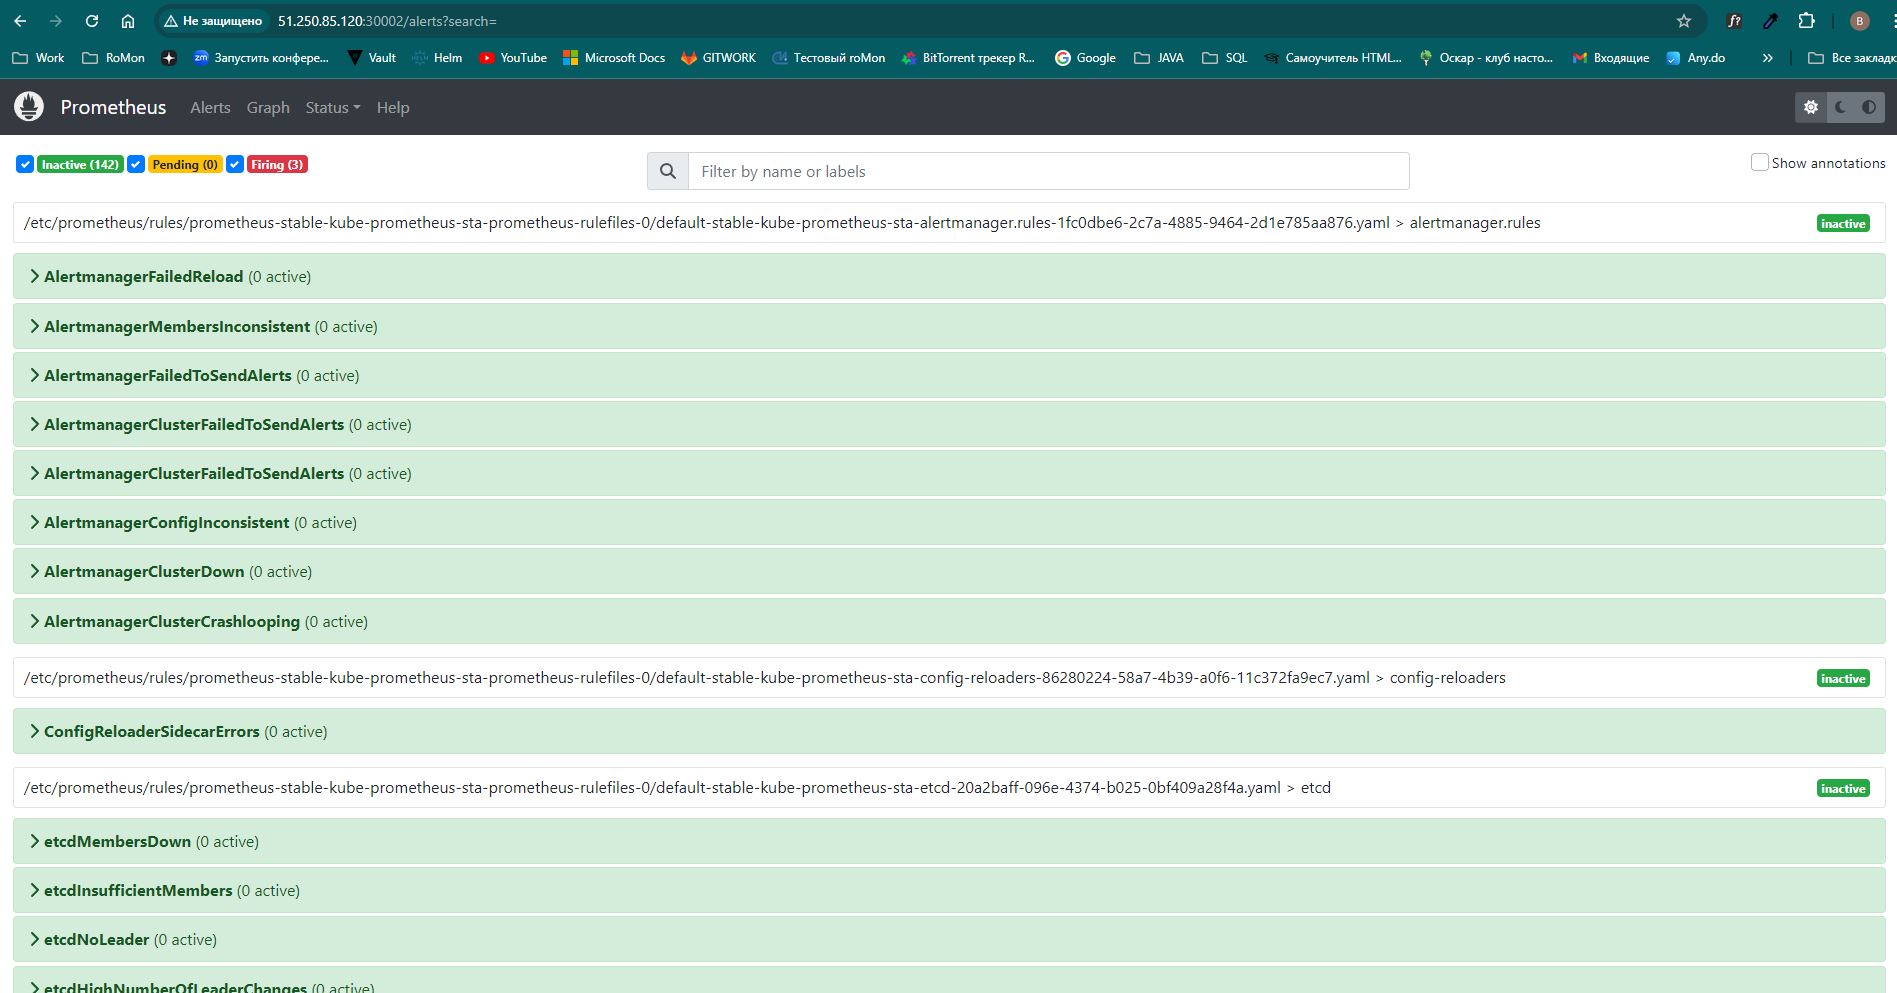 Не защищено 51.250.85.120:30002/alerts?search=
Work RoMon Запустить конфере... Vault Helm YouTube Microsoft Docs GITWORK Тестовый roMon BitTorrent трекер R... Google JAVA SQL Самоучитель HTML... Оскар - клуб насто... Входящие Any.do » Все заклад
Prometheus Alerts Graph Status Help
Inactive (142) Pending (0) Firing (3) Filter by name or labels Show annotations
/etc/prometheus/rules/prometheus-stable-kube-prometheus-sta-prometheus-rulefiles-0/default-stable-kube-prometheus-sta-alertmanager.rules-1fc0dbe6-2c7a-4885-9464-2d1e785aa876.yaml > alertmanager.rules inactive
AlertmanagerFailedReload (0 active)
AlertmanagerMembersInconsistent (0 active)
AlertmanagerFailedToSendAlerts (0 active)
AlertmanagerClusterFailedToSendAlerts (0 active)
AlertmanagerClusterFailedToSendAlerts (0 active)
AlertmanagerConfigInconsistent (0 active)
AlertmanagerClusterDown (0 active)
AlertmanagerClusterCrashlooping (0 active)
/etc/prometheus/rules/prometheus-stable-kube-prometheus-sta-prometheus-rulefiles-0/default-stable-kube-prometheus-sta-config-reloaders-86280224-58a7-4b39-a0f6-11c372fa9ec7.yaml > config-reloaders inactive
ConfigReloaderSidecarErrors (0 active)
/etc/prometheus/rules/prometheus-stable-kube-prometheus-sta-prometheus-rulefiles-0/default-stable-kube-prometheus-sta-etcd-20a2baff-096e-4374-b025-0bf409a28f4a.yaml > etcd inactive
etcdMembersDown (0 active)
etcdInsufficientMembers (0 active)
etcdNoLeader (0 active)
etcdHighNumberOfLeaderChanges (0 active)